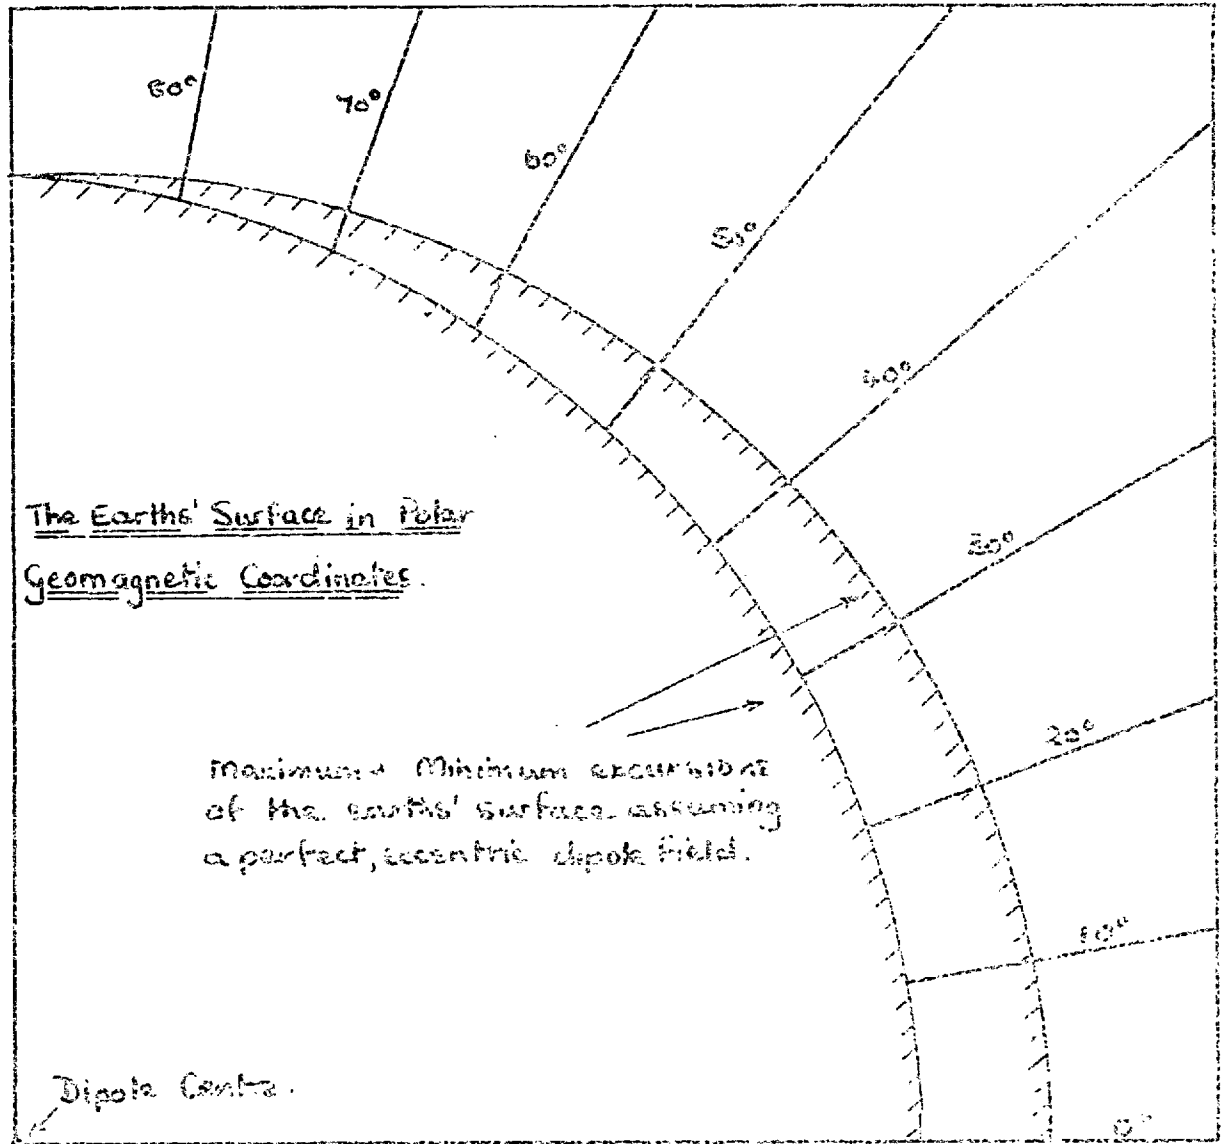 80°
70°
60°
50°
40°
The Earths' Surface in Polar
Geomagnetic Coordinates.
30°
20°
Maximum + Minimum excursions
of the earths' surface assuming
a perfect, eccentric dipole field.
10°
Dipole Centre.
0°